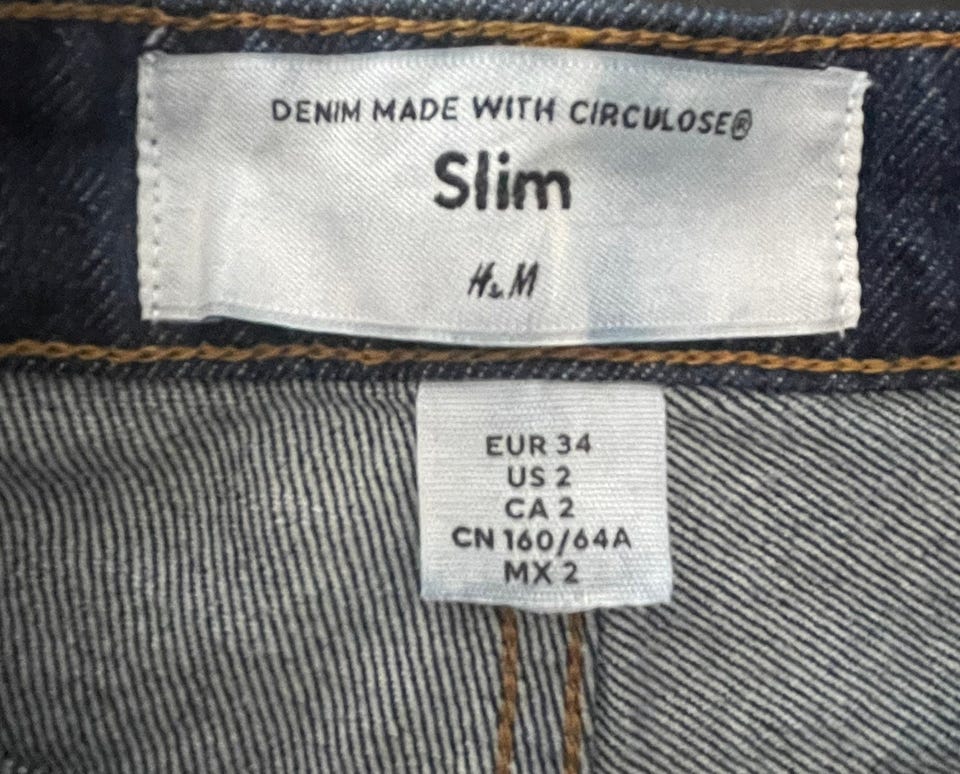 DENIM MADE WITH CIRCULOSE®
Slim
H&M
EUR 34
US 2
CA 2
CN 160/64A
MX 2